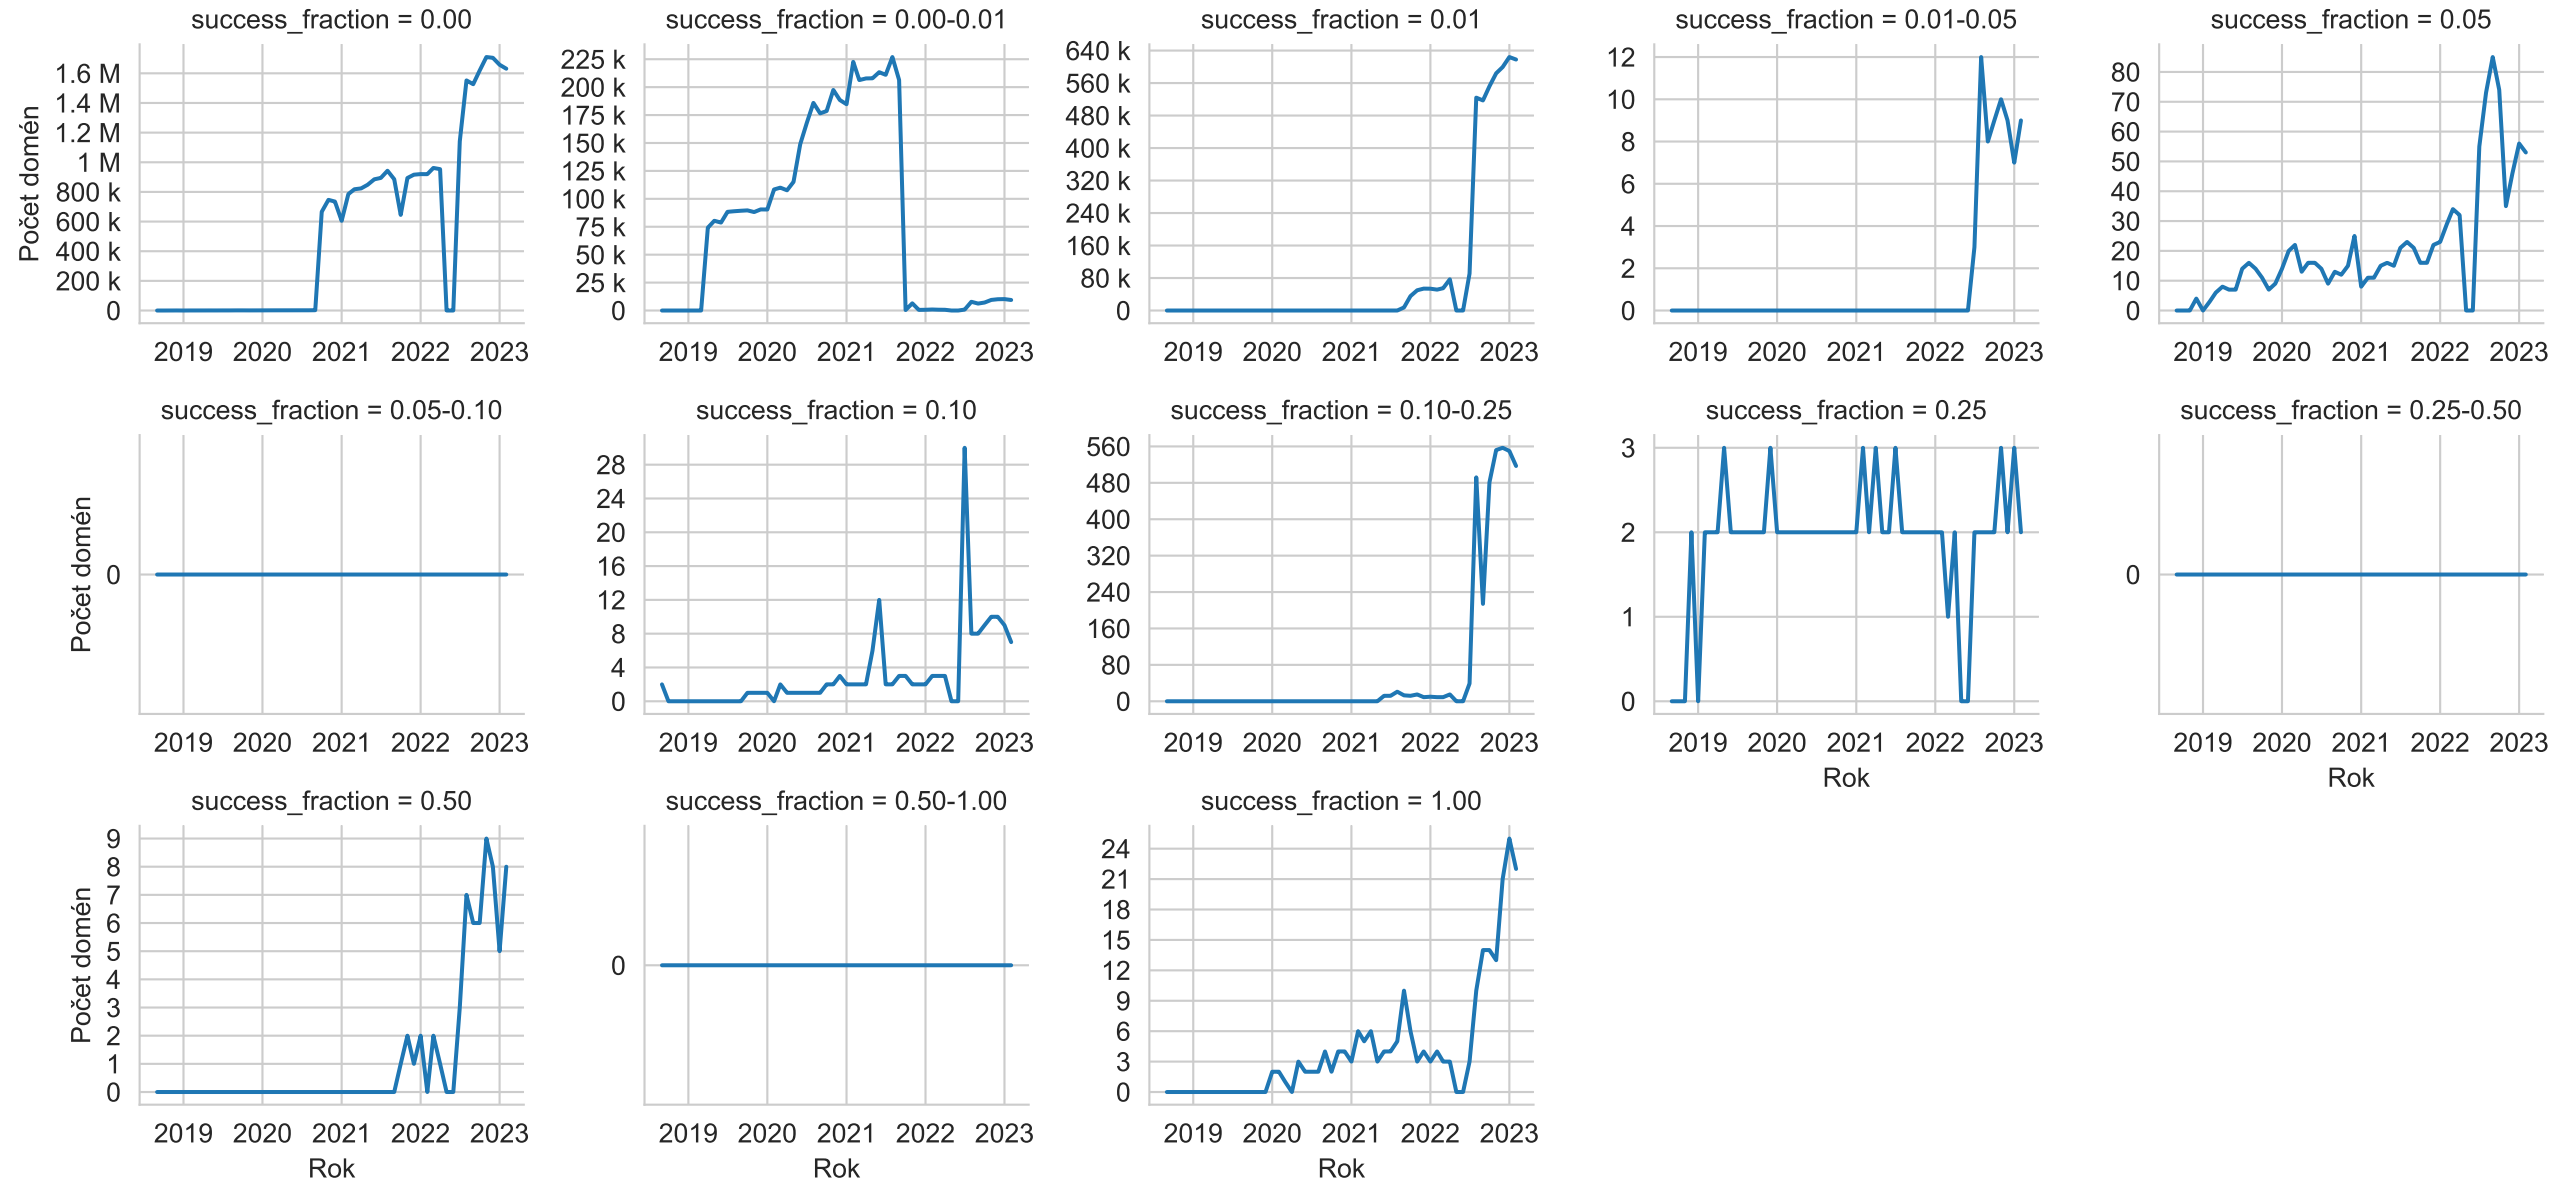 success_fraction = 0.00
success_fraction = 0.00-0.01
success_fraction = 0.01
success_fraction = 0.01-0.05
success_fraction = 0.05
Počet domén
1.6 M
1.4 M
1.2 M
1 M
800 k
600 k
400 k
200 k
0
2019 2020 2021 2022 2023
225 k
200 k
175 k
150 k
125 k
100 k
75 k
50 k
25 k
0
2019 2020 2021 2022 2023
640 k
560 k
480 k
400 k
320 k
240 k
160 k
80 k
0
2019 2020 2021 2022 2023
12
10
8
6
4
2
0
2019 2020 2021 2022 2023
80
70
60
50
40
30
20
10
0
2019 2020 2021 2022 2023
success_fraction = 0.05-0.10
success_fraction = 0.10
success_fraction = 0.10-0.25
success_fraction = 0.25
success_fraction = 0.25-0.50
Počet domén
0
2019 2020 2021 2022 2023
28
24
20
16
12
8
4
0
2019 2020 2021 2022 2023
560
480
400
320
240
160
80
0
2019 2020 2021 2022 2023
3
2
1
0
2019 2020 2021 2022 2023
Rok
0
2019 2020 2021 2022 2023
Rok
success_fraction = 0.50
success_fraction = 0.50-1.00
success_fraction = 1.00
Počet domén
9
8
7
6
5
4
3
2
1
0
2019 2020 2021 2022 2023
Rok
0
2019 2020 2021 2022 2023
Rok
24
21
18
15
12
9
6
3
0
2019 2020 2021 2022 2023
Rok